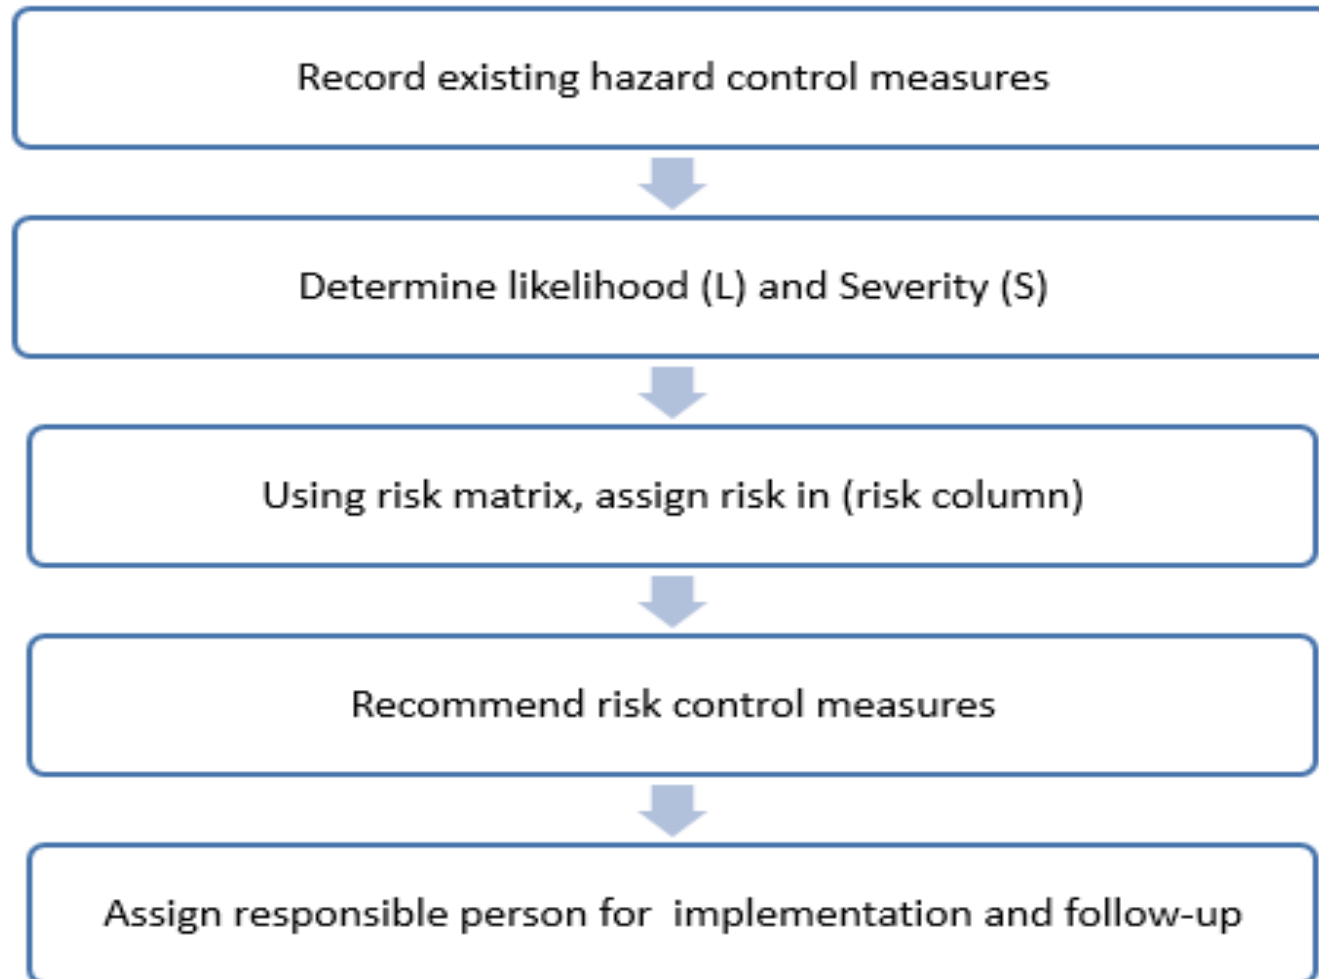 Record existing hazard control measures
Determine likelihood (L) and Severity (S)
Using risk matrix, assign risk in (risk column)
Recommend risk control measures
Assign responsible person for  implementation and follow-up